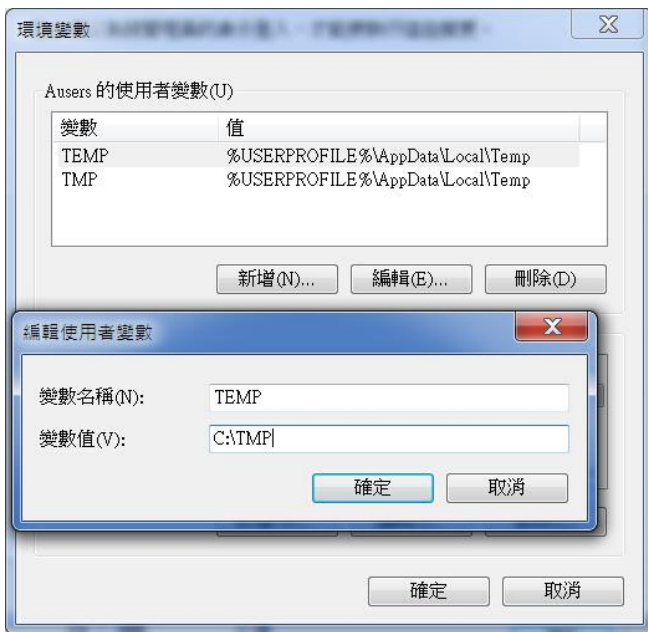 環境變數
Ausers 的使用者變數(U)
變數 值
TEMP %USERPROFILE%\AppData\Local\Temp
TMP %USERPROFILE%\AppData\Local\Temp
新增(N)... 編輯(E)... 刪除(D)
編輯使用者變數
變數名稱(N): TEMP
變數值(V): C:\TMP
確定 取消
確定 取消